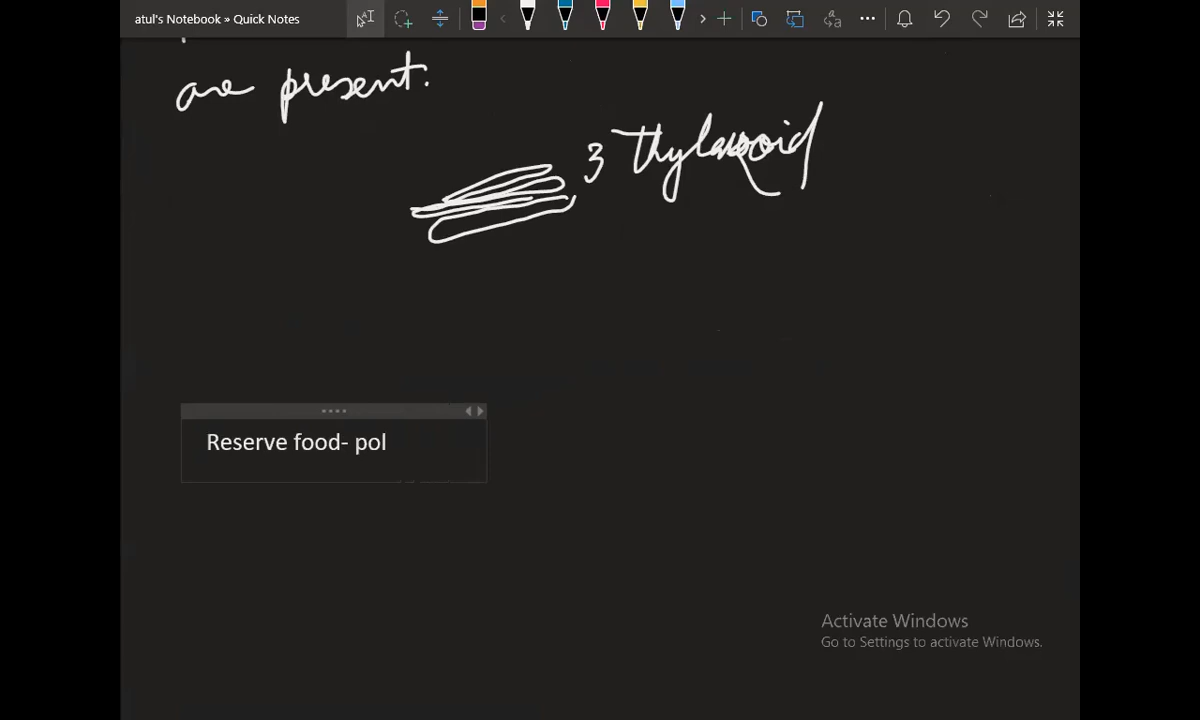 atul's Notebook » Quick Notes
are present.
3 Thylakoid
Reserve food- pol
Activate Windows
Go to Settings to activate Windows.